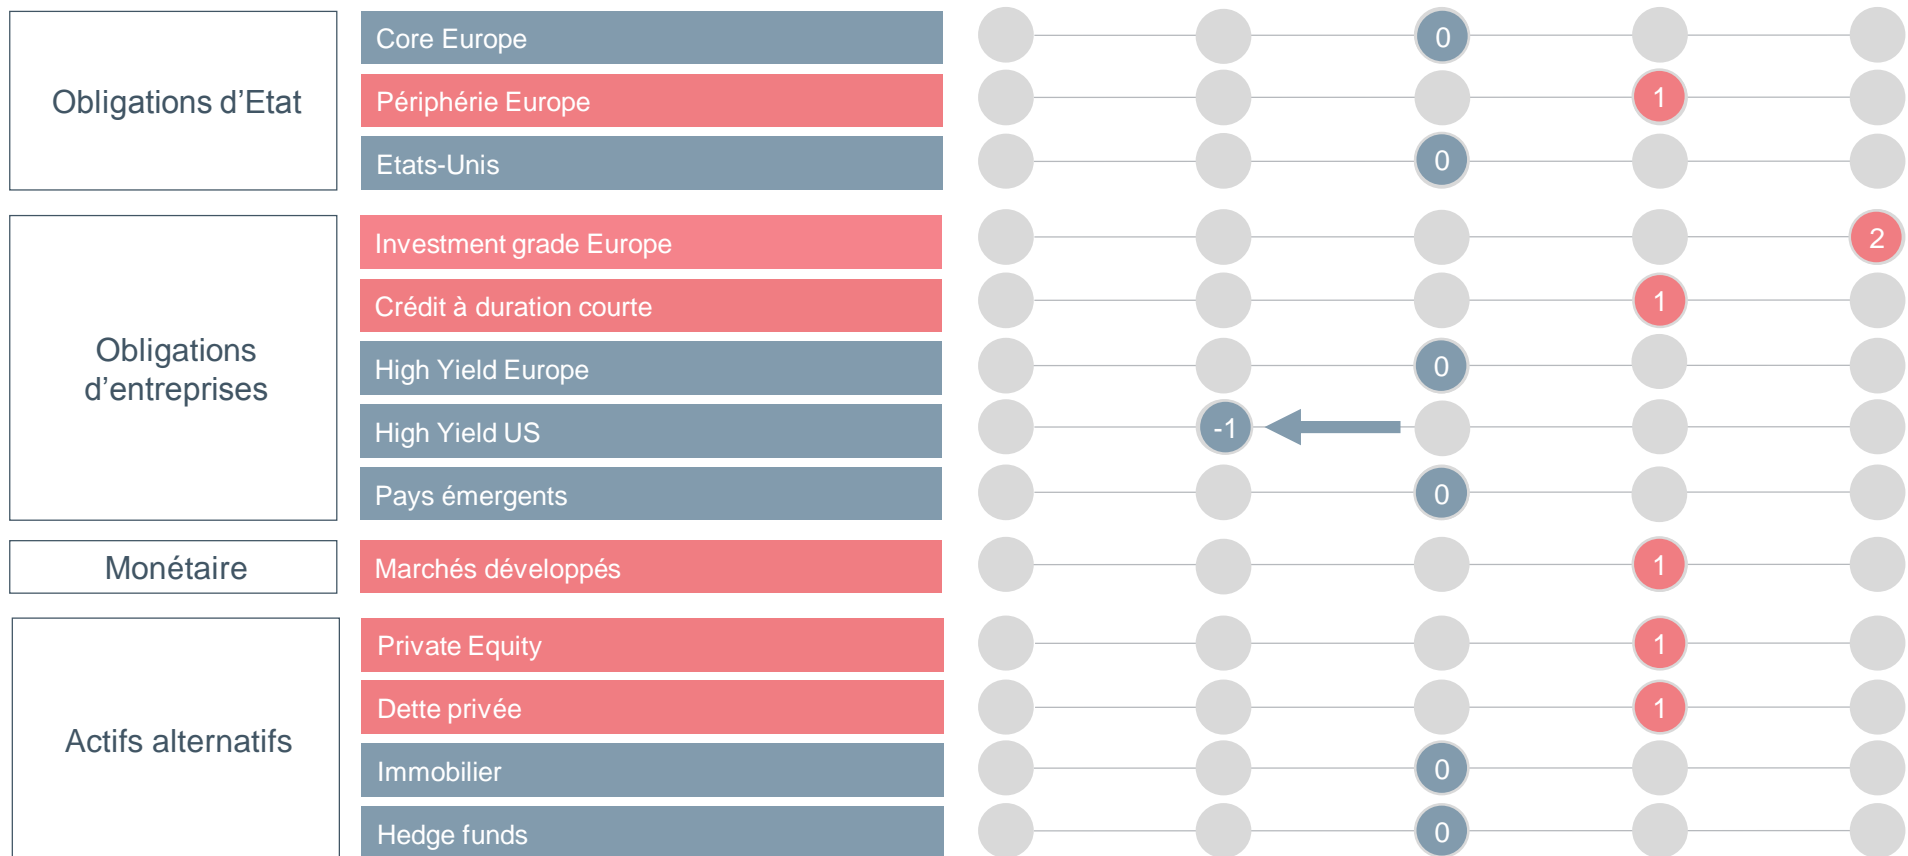 Obligations d’Etat
Core Europe
0
Périphérie Europe
1
Etats-Unis
0
Obligations
d’entreprises
Investment grade Europe
2
Crédit à duration courte
1
High Yield Europe
0
High Yield US
-1
Pays émergents
0
Monétaire
Marchés développés
1
Actifs alternatifs
Private Equity
1
Dette privée
1
Immobilier
0
Hedge funds
0